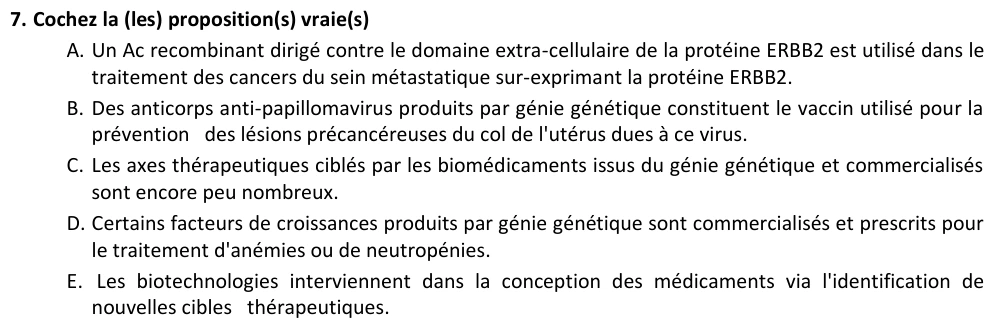 7. Cochez la (les) proposition(s) vraie(s)
A. Un Ac recombinant dirigé contre le domaine extra-cellulaire de la protéine ERBB2 est utilisé dans le
traitement des cancers du sein métastatique sur-exprimant la protéine ERBB2.
B. Des anticorps anti-papillomavirus produits par génie génétique constituent le vaccin utilisé pour la
prévention des lésions précancéreuses du col de l'utérus dues à ce virus.
C. Les axes thérapeutiques ciblés par les biomédicaments issus du génie génétique et commercialisés
sont encore peu nombreux.
D. Certains facteurs de croissances produits par génie génétique sont commercialisés et prescrits pour
le traitement d'anémies ou de neutropénies.
E. Les biotechnologies interviennent dans la conception des médicaments via l'identification de
nouvelles cibles thérapeutiques.